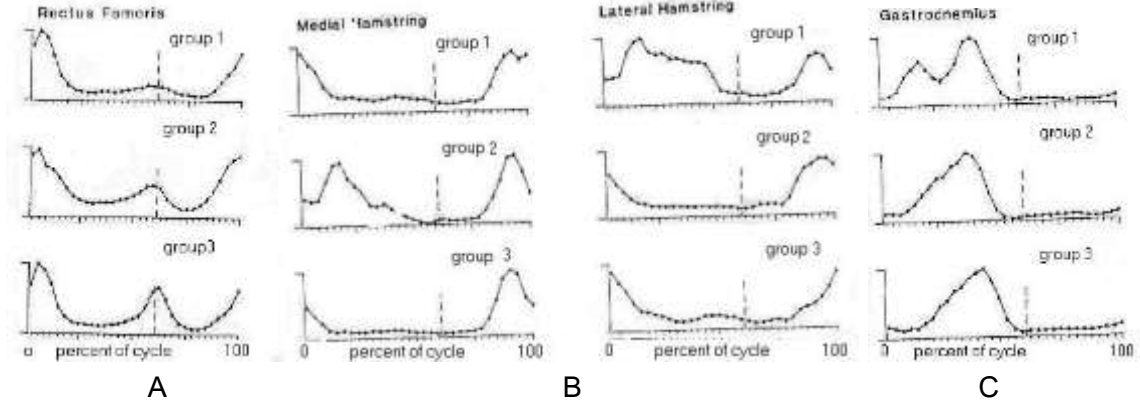 Rectus Femoris
group 1
group 2
group3
0 percent of cycle 100
A
Medial Hamstring
group 1
group 2
group 3
0 percent of cycle 100
Lateral Hamstring
group 1
group 2
group 3
0 percent of cycle 100
B
Gastrocnemius
group 1
group 2
group 3
0 percent of cycle 100
C